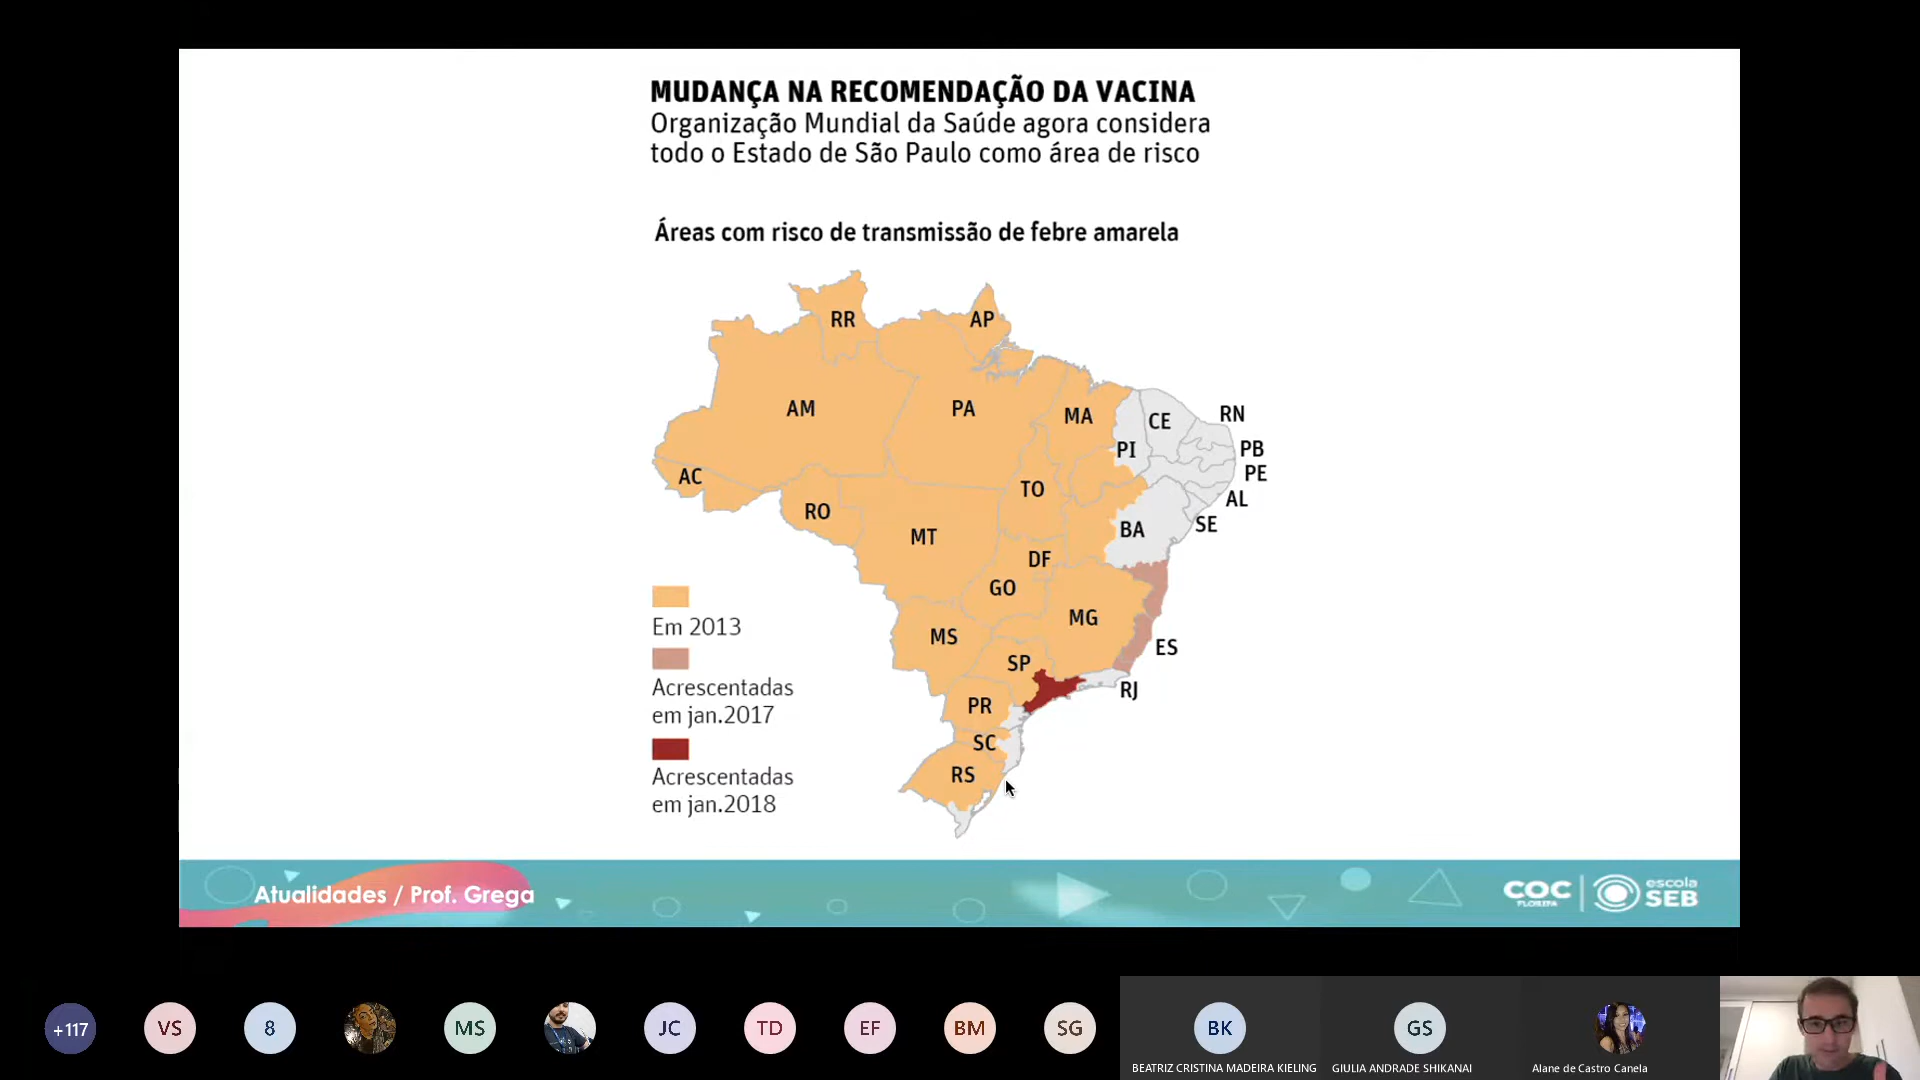 MUDANÇA NA RECOMENDAÇÃO DA VACINA
Organização Mundial da Saúde agora considera
todo o Estado de São Paulo como área de risco
Áreas com risco de transmissão de febre amarela
RR
AP
AM
PA
MA
CE
RN
PI
PB
PE
AC
TO
AL
RO
BA
SE
MT
DF
GO
MG
MS
ES
SP
RJ
PR
SC
RS
Em 2013
Acrescentadas
em jan.2017
Acrescentadas
em jan.2018
Atualidades / Prof. Grega
COC
FLORIPA
escola
SEB
+117
VS
8
MS
JC
TD
EF
BM
SG
BK
GS
BEATRIZ CRISTINA MADEIRA KIELING
GIULIA ANDRADE SHIKANAI
Alane de Castro Canela